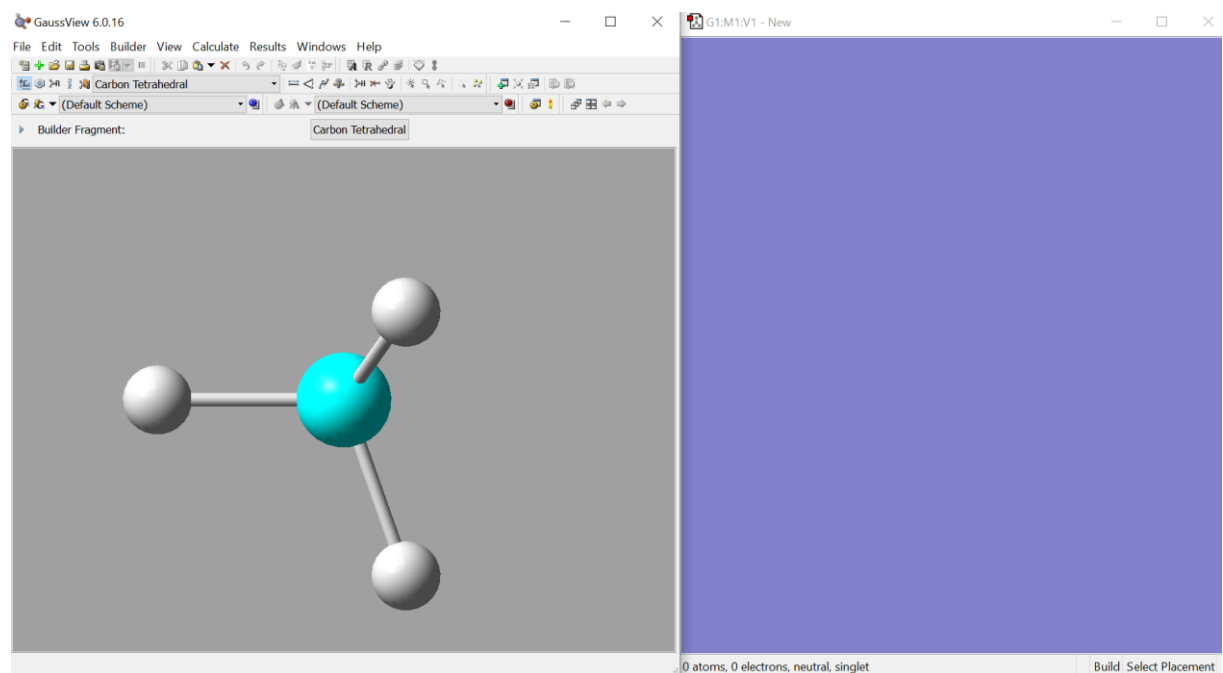 GaussView 6.0.16
G1:M1:V1 - New
File Edit Tools Builder View Calculate Results Windows Help
Carbon Tetrahedral
(Default Scheme) (Default Scheme)
Builder Fragment: Carbon Tetrahedral
0 atoms, 0 electrons, neutral, singlet Build Select Placement